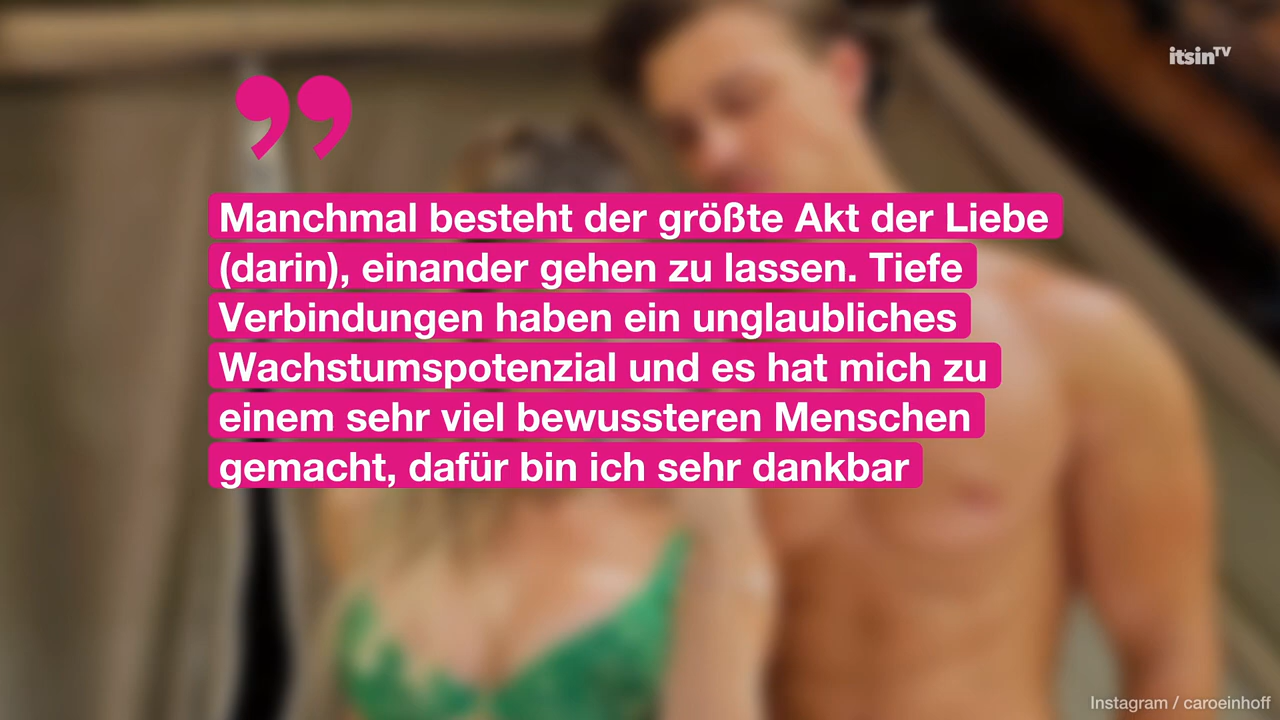 itsinTV
Manchmal besteht der größte Akt der Liebe
(darin), einander gehen zu lassen. Tiefe
Verbindungen haben ein unglaubliches
Wachstumspotenzial und es hat mich zu
einem sehr viel bewussteren Menschen
gemacht, dafür bin ich sehr dankbar
Instagram / caroeinhoff